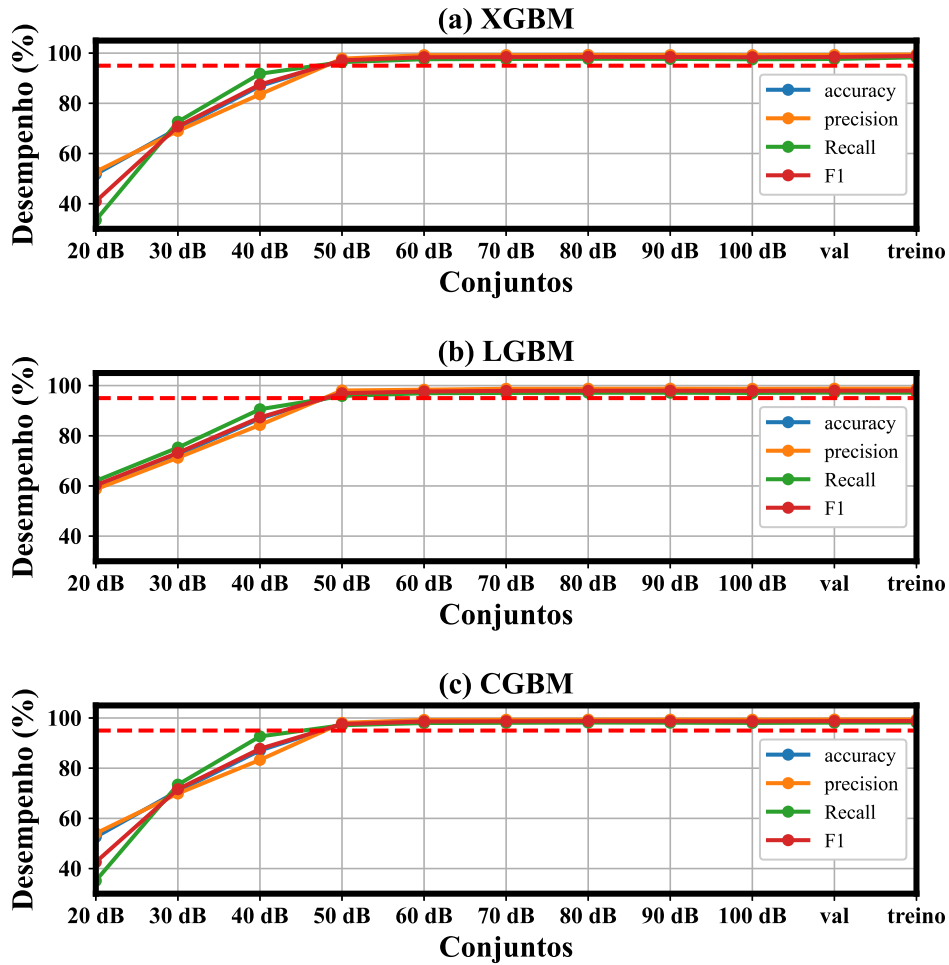 (a) XGBM
Desempenho (%)
100
80
60
40
accuracy
precision
Recall
F1
20 dB 30 dB 40 dB 50 dB 60 dB 70 dB 80 dB 90 dB 100 dB val treino
Conjuntos
(b) LGBM
Desempenho (%)
100
80
60
40
accuracy
precision
Recall
F1
20 dB 30 dB 40 dB 50 dB 60 dB 70 dB 80 dB 90 dB 100 dB val treino
Conjuntos
(c) CGBM
Desempenho (%)
100
80
60
40
accuracy
precision
Recall
F1
20 dB 30 dB 40 dB 50 dB 60 dB 70 dB 80 dB 90 dB 100 dB val treino
Conjuntos